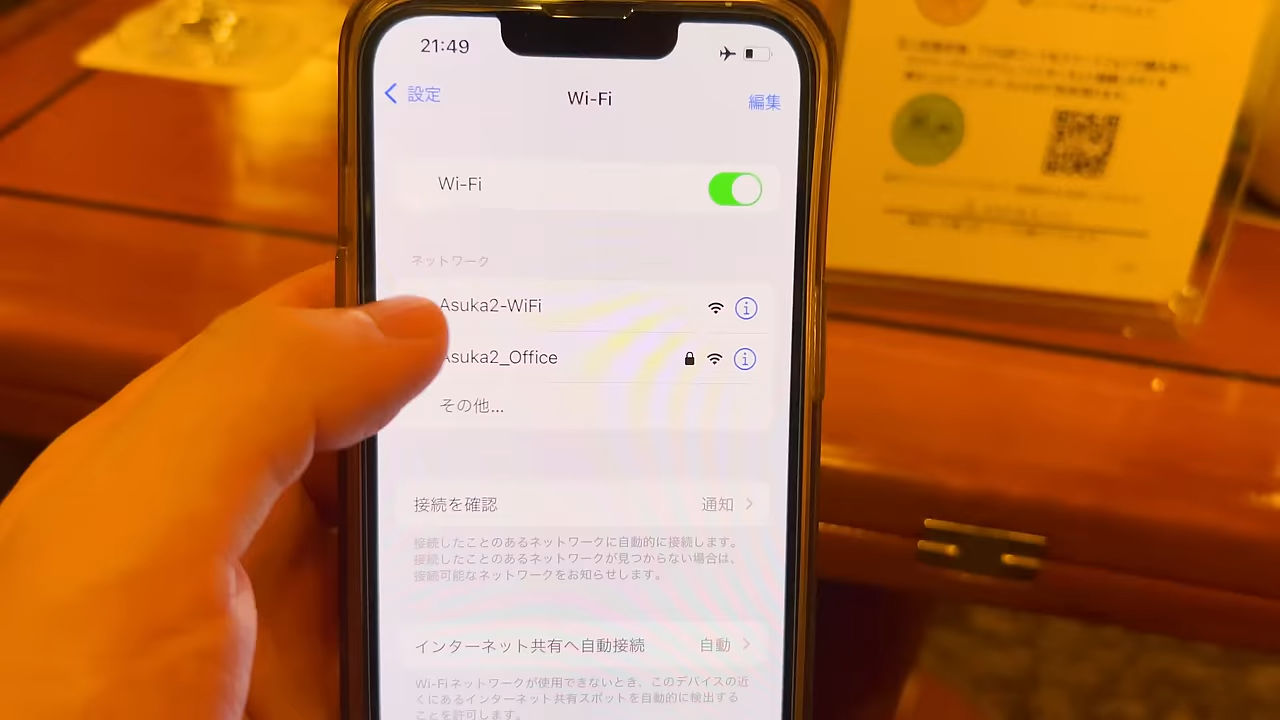 21:49
設定
Wi-Fi
編集
Wi-Fi
ネットワーク
Asuka2-WiFi
Asuka2_Office
その他...
接続を確認
通知
接続したことのあるネットワークに自動的に接続します。
接続したことのあるネットワークが見つからない場合は、
接続可能なネットワークをお知らせします。
インターネット共有へ自動接続
自動
Wi-Fiネットワークが使用できないとき、このデバイスの近
くにあるインターネット共有スポットを自動的に検出する
ことを許可します。